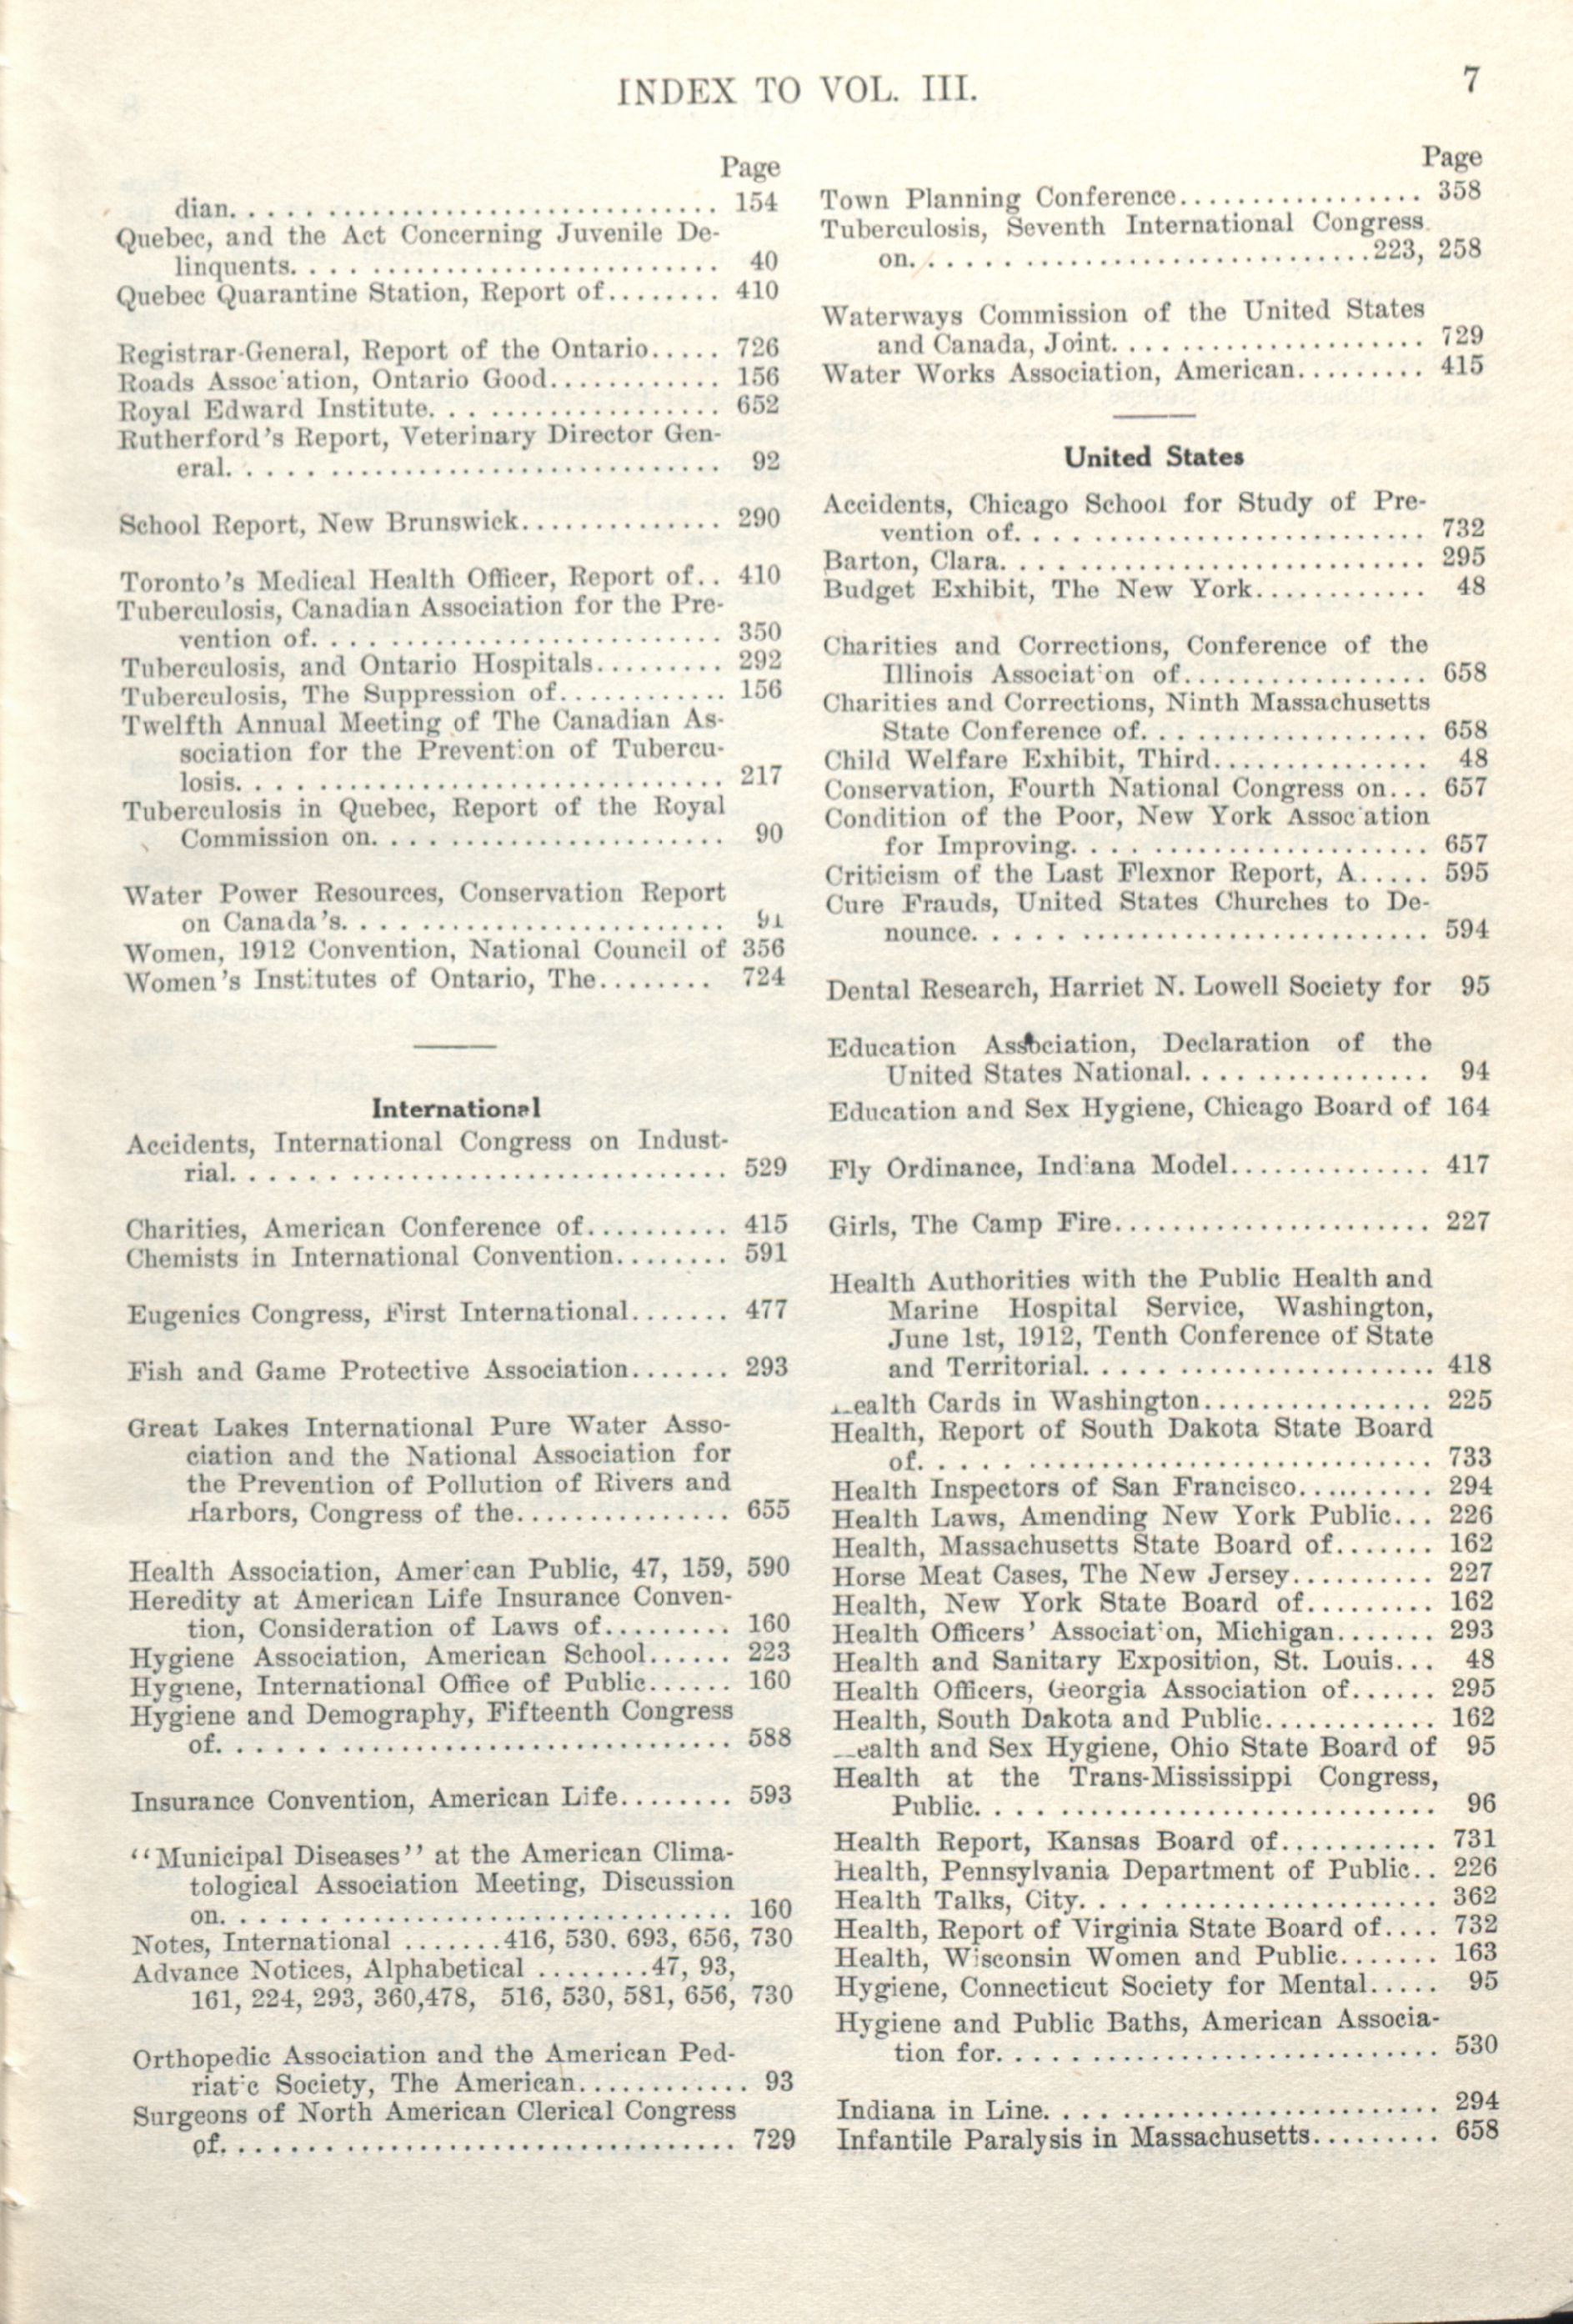 INDEX TO VOL. III.
7
Page
dian. . . . . . . . . . . . . . . . . . . . . . . . . . . . . . . . . . 154
Quebec, and the Act Concerning Juvenile De-
linquents. . . . . . . . . . . . . . . . . . . . . . . . . . . . . 40
Quebec Quarantine Station, Report of........ 410
Registrar-General, Report of the Ontario..... 726
Roads Assoc'ation, Ontario Good............ 156
Royal Edward Institute. . . . . . . . . . . . . . . . . . . . 652
Rutherford's Report, Veterinary Director Gen-
eral. . . . . . . . . . . . . . . . . . . . . . . . . . . . . . . . . . 92
School Report, New Brunswick.............. 290
Toronto's Medical Health Officer, Report of.. 410
Tuberculosis, Canadian Association for the Pre-
vention of. . . . . . . . . . . . . . . . . . . . . . . . . . . . 350
Tuberculosis, and Ontario Hospitals......... 292
Tuberculosis, The Suppression of............ 156
Twelfth Annual Meeting of The Canadian As-
sociation for the Prevent:on of Tubercu-
losis. . . . . . . . . . . . . . . . . . . . . . . . . . . . . . . . . . 217
Tuberculosis in Quebec, Report of the Royal
Commission on. . . . . . . . . . . . . . . . . . . . . . . . 90
Water Power Resources, Conservation Report
on Canada's. . . . . . . . . . . . . . . . . . . . . . . . . . 91
Women, 1912 Convention, National Council of 356
Women's Institutes of Ontario, The........ 724
International
Accidents, International Congress on Indust-
rial. . . . . . . . . . . . . . . . . . . . . . . . . . . . . . . . . . 529
Charities, American Conference of.......... 415
Chemists in International Convention........ 591
Eugenics Congress, First International....... 477
Fish and Game Protective Association....... 293
Great Lakes International Pure Water Asso-
ciation and the National Association for
the Prevention of Pollution of Rivers and
Harbors, Congress of the............... 655
Health Association, Amer'can Public, 47, 159, 590
Heredity at American Life Insurance Conven-
tion, Consideration of Laws of......... 160
Hygiene Association, American School...... 223
Hygiene, International Office of Public...... 160
Hygiene and Demography, Fifteenth Congress
of. . . . . . . . . . . . . . . . . . . . . . . . . . . . . . . . . . . 588
Insurance Convention, American Life........ 593
"Municipal Diseases" at the American Clima-
tological Association Meeting, Discussion
on. . . . . . . . . . . . . . . . . . . . . . . . . . . . . . . . . . . 160
Notes, International .......416, 530. 693, 656, 730
Advance Notices, Alphabetical ........47, 93,
161, 224, 293, 360,478, 516, 530, 581, 656, 730
Orthopedic Association and the American Ped-
riat'c Society, The American............ 93
Surgeons of North American Clerical Congress
of. . . . . . . . . . . . . . . . . . . . . . . . . . . . . . . . . . . 729
Page
Town Planning Conference................. 358
Tuberculosis, Seventh International Congress
on. . . . . . . . . . . . . . . . . . . . . . . . . . . . . . .223, 258
Waterways Commission of the United States
and Canada, Joint. . . . . . . . . . . . . . . . . . . . . 729
Water Works Association, American......... 415
United States
Accidents, Chicago School for Study of Pre-
vention of. . . . . . . . . . . . . . . . . . . . . . . . . . . . 732
Barton, Clara. . . . . . . . . . . . . . . . . . . . . . . . . . . . 295
Budget Exhibit, The New York............ 48
Charities and Corrections, Conference of the
Illinois Associat'on of................. 658
Charities and Corrections, Ninth Massachusetts
State Conference of. . . . . . . . . . . . . . . . . . . . 658
Child Welfare Exhibit, Third............... 48
Conservation, Fourth National Congress on... 657
Condition of the Poor, New York Assoc'ation
for Improving. . . . . . . . . . . . . . . . . . . . . . . . 657
Criticism of the Last Flexnor Report, A..... 595
Cure Frauds, United States Churches to De-
nounce. . . . . . . . . . . . . . . . . . . . . . . . . . . . . . 594
Dental Research, Harriet N. Lowell Society for 95
Education Association, Declaration of the
United States National. . . . . . . . . . . . . . . . . 94
Education and Sex Hygiene, Chicago Board of 164
Fly Ordinance, Ind:ana Model.............. 417
Girls, The Camp Fire...................... 227
Health Authorities with the Public Health and
Marine Hospital Service, Washington,
June 1st, 1912, Tenth Conference of State
and Territorial. . . . . . . . . . . . . . . . . . . . . . . 418
ealth Cards in Washington................ 225
Health, Report of South Dakota State Board
of. . . . . . . . . . . . . . . . . . . . . . . . . . . . . . . . . . . 733
Health Inspectors of San Francisco.......... 294
Health Laws, Amending New York Public... 226
Health, Massachusetts State Board of....... 162
Horse Meat Cases, The New Jersey.......... 227
Health, New York State Board of......... 162
Health Officers' Associat'on, Michigan....... 293
Health and Sanitary Exposition, St. Louis... 48
Health Officers, Georgia Association of...... 295
Health, South Dakota and Public............ 162
ealth and Sex Hygiene, Ohio State Board of 95
Health at the Trans-Mississippi Congress,
Public. . . . . . . . . . . . . . . . . . . . . . . . . . . . . . . 96
Health Report, Kansas Board of........... 731
Health, Pennsylvania Department of Public.. 226
Health Talks, City. . . . . . . . . . . . . . . . . . . . . . . 362
Health, Report of Virginia State Board of.... 732
Health, Wisconsin Women and Public....... 163
Hygiene, Connecticut Society for Mental..... 95
Hygiene and Public Baths, American Associa-
tion for. . . . . . . . . . . . . . . . . . . . . . . . . . . . . . 530
Indiana in Line. . . . . . . . . . . . . . . . . . . . . . . . . . 294
Infantile Paralysis in Massachusetts......... 658